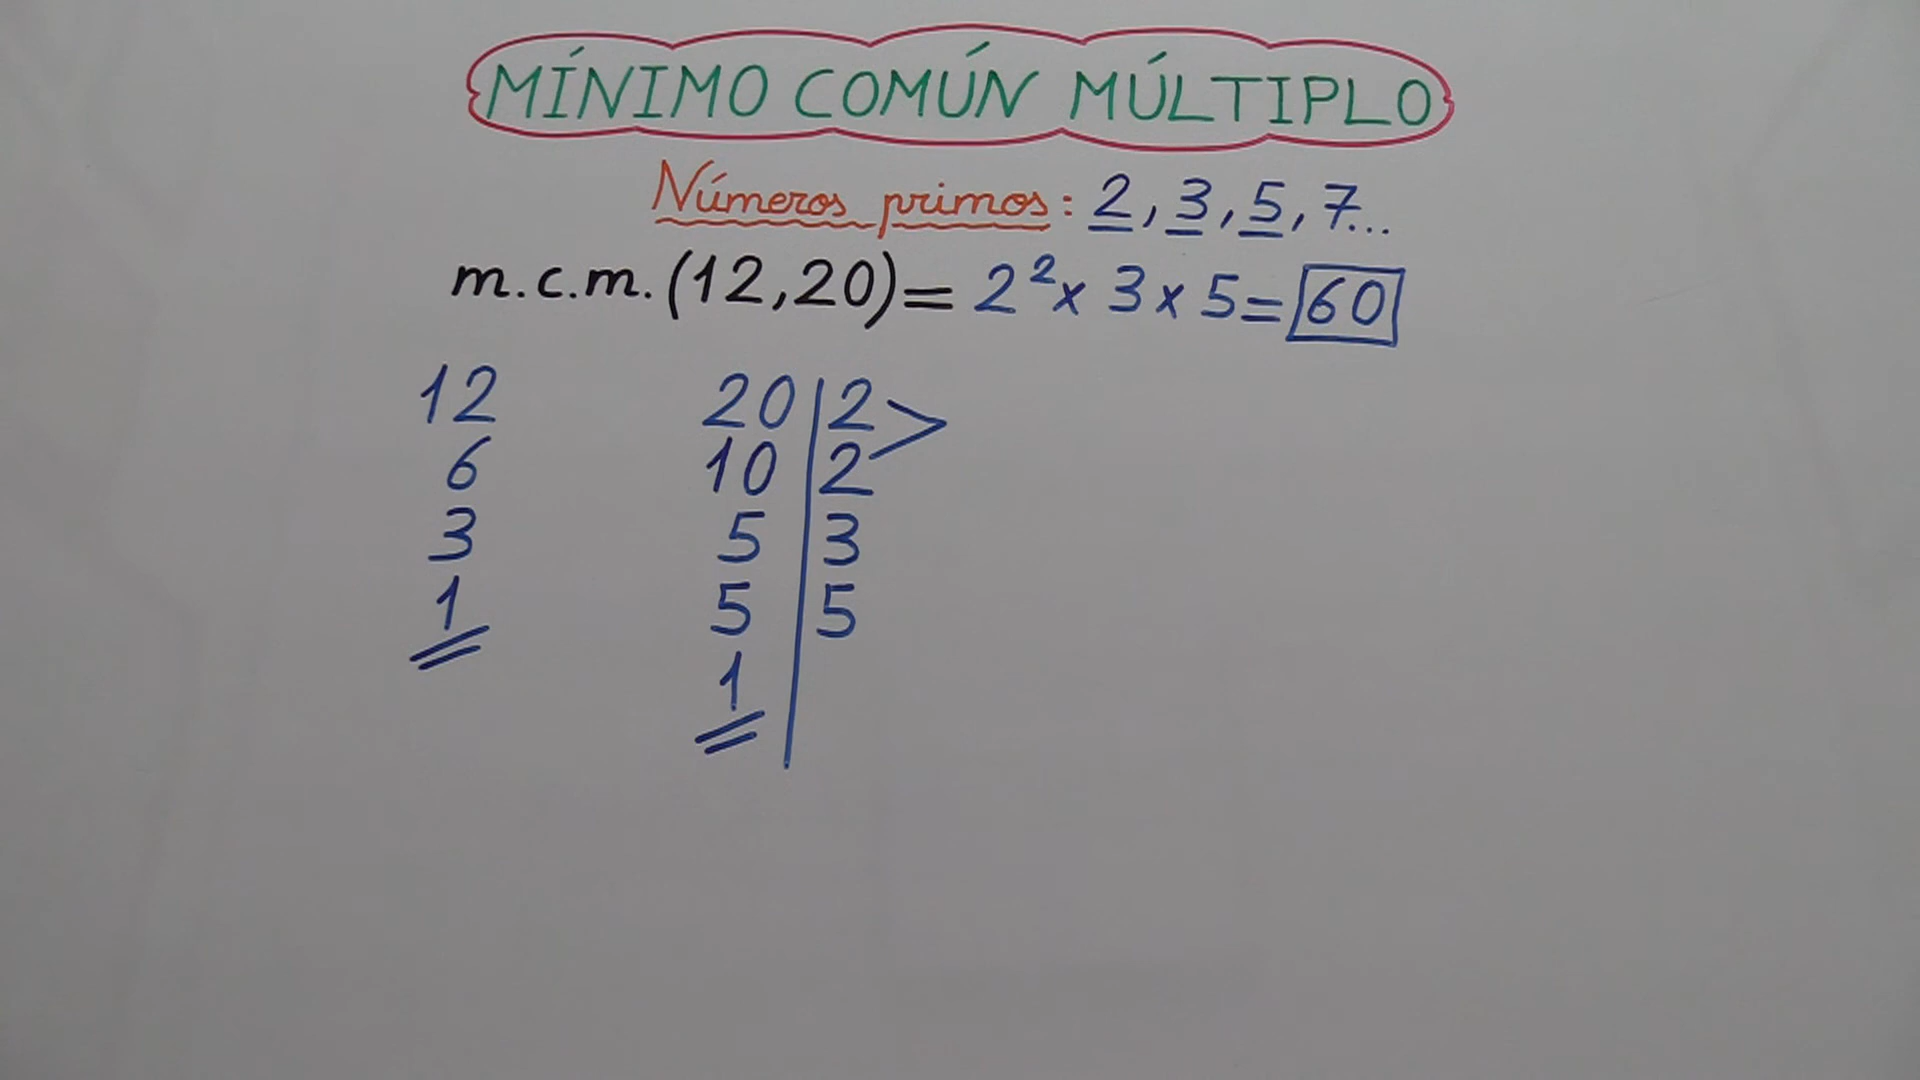 MÍNIMO COMÚN MÚLTIPLO
Números primos: 2, 3, 5, 7...
m.c.m. (12,20) = 2² x 3 x 5 = 60
12 20 | 2 >
6 10 | 2
3 5 | 3
1 5 | 5
1